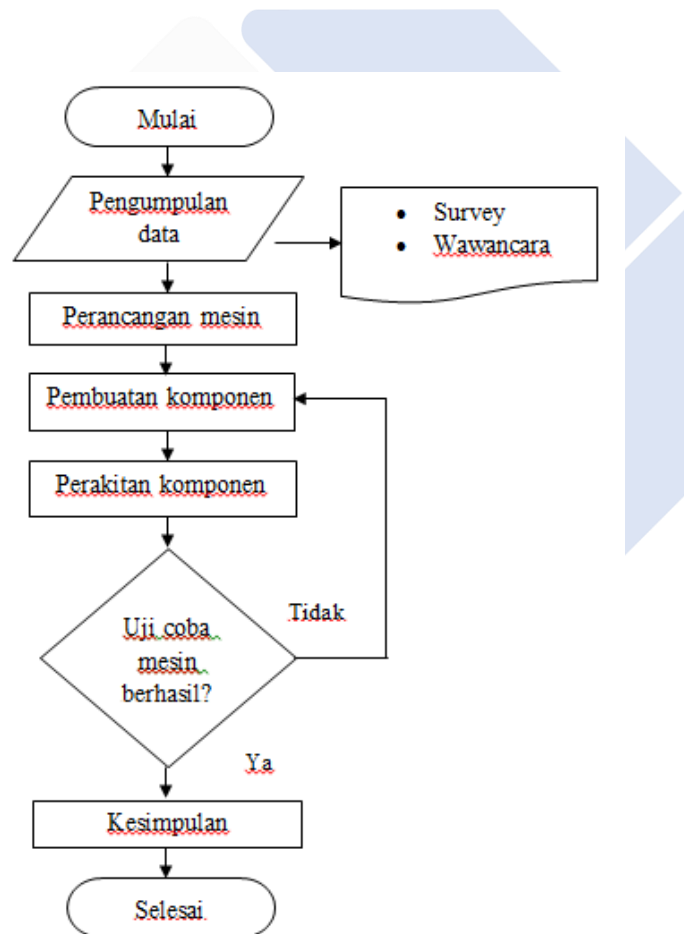 Mulai
Pengumpulan
data
• Survey
• Wawancara
Perancangan mesin
Pembuatan komponen
Perakitan komponen
Tidak
Uji coba
mesin
berhasil?
Ya
Kesimpulan
Selesai